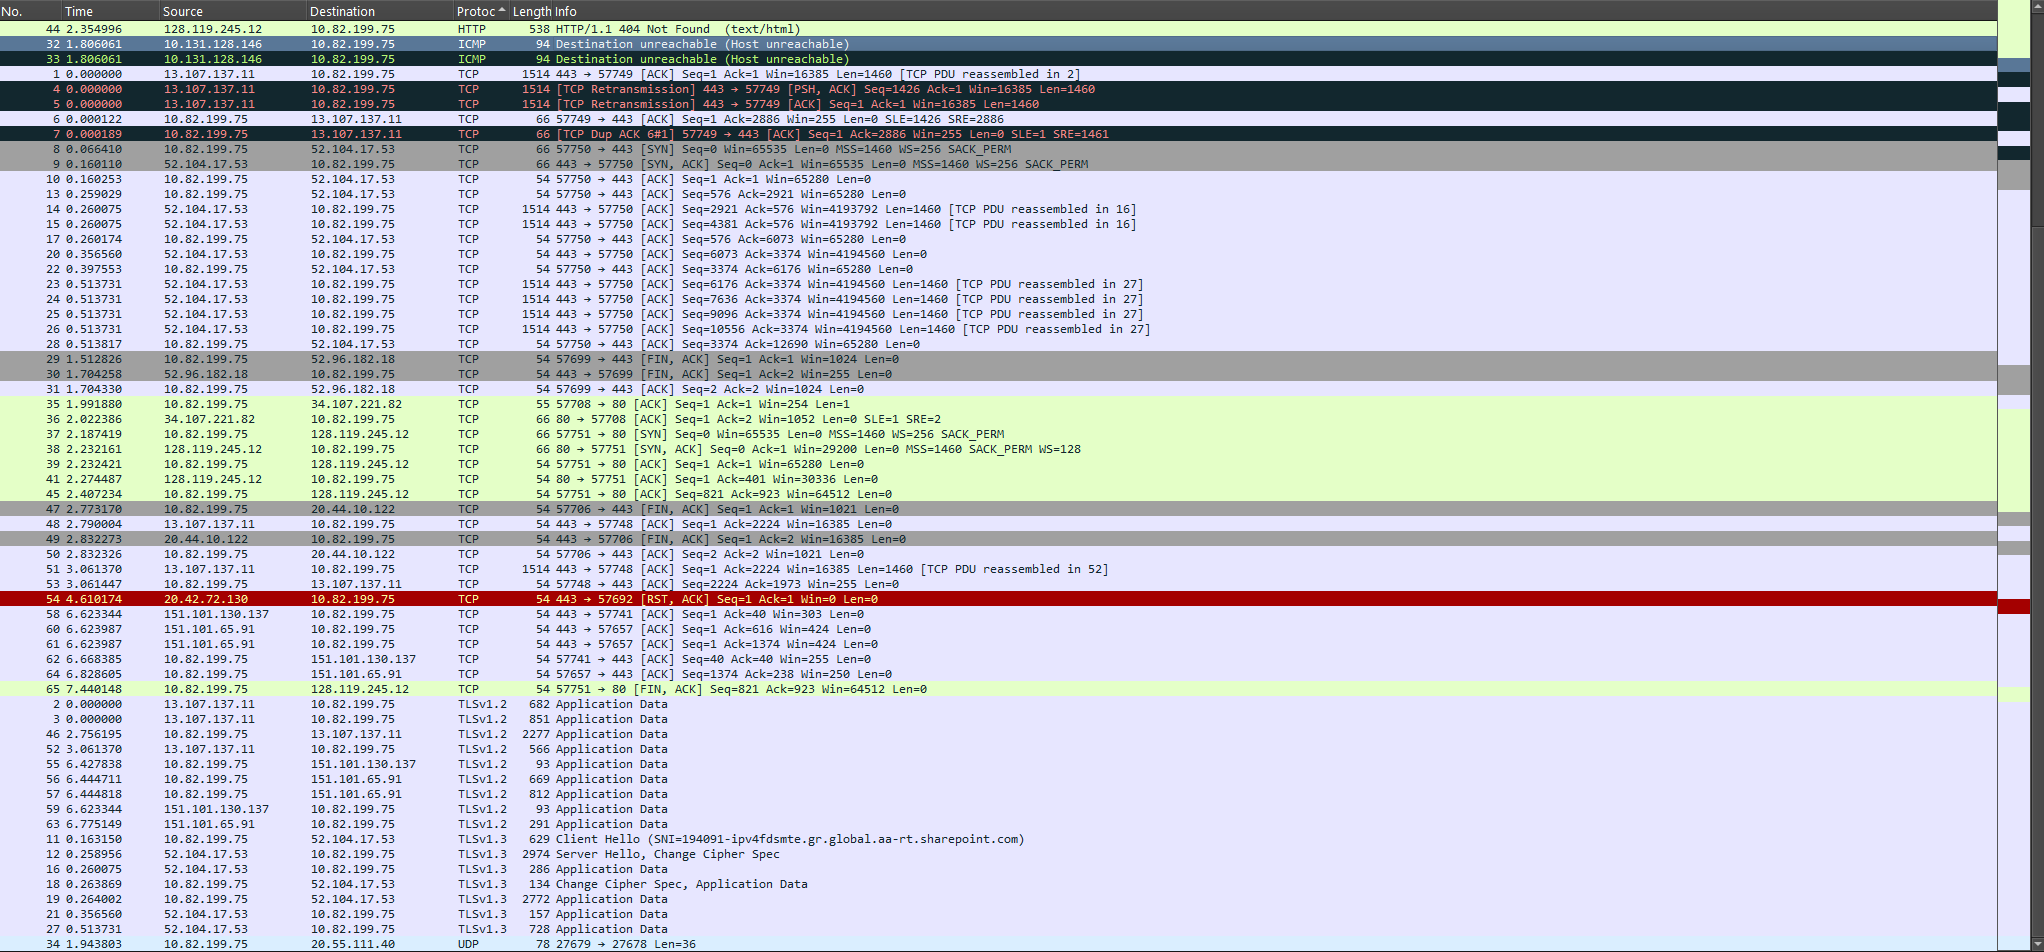 No. Time Source Destination Protoc Length Info
44 2.354996 128.119.245.12 10.82.199.75 HTTP 538 HTTP/1.1 404 Not Found (text/html)
32 1.806061 10.131.128.146 10.82.199.75 ICMP 94 Destination unreachable (Host unreachable)
33 1.806061 10.131.128.146 10.82.199.75 ICMP 94 Destination unreachable (Host unreachable)
1 0.000000 13.107.137.11 10.82.199.75 TCP 1514 443 → 57749 [ACK] Seq=1 Ack=1 Win=16385 Len=1460 [TCP PDU reassembled in 2]
4 0.000000 13.107.137.11 10.82.199.75 TCP 1514 [TCP Retransmission] 443 → 57749 [PSH, ACK] Seq=1426 Ack=1 Win=16385 Len=1460
5 0.000000 13.107.137.11 10.82.199.75 TCP 1514 [TCP Retransmission] 443 → 57749 [ACK] Seq=1 Ack=1 Win=16385 Len=1460
6 0.000122 10.82.199.75 13.107.137.11 TCP 66 57749 → 443 [ACK] Seq=1 Ack=2886 Win=255 Len=0 SLE=1426 SRE=2886
7 0.000189 10.82.199.75 13.107.137.11 TCP 66 [TCP Dup ACK 6#1] 57749 → 443 [ACK] Seq=1 Ack=2886 Win=255 Len=0 SLE=1 SRE=1461
8 0.066410 10.82.199.75 52.104.17.53 TCP 66 57750 → 443 [SYN] Seq=0 Win=65535 Len=0 MSS=1460 WS=256 SACK_PERM
9 0.160110 52.104.17.53 10.82.199.75 TCP 66 443 → 57750 [SYN, ACK] Seq=0 Ack=1 Win=65535 Len=0 MSS=1460 WS=256 SACK_PERM
10 0.160253 10.82.199.75 52.104.17.53 TCP 54 57750 → 443 [ACK] Seq=1 Ack=1 Win=65280 Len=0
13 0.259029 10.82.199.75 52.104.17.53 TCP 54 57750 → 443 [ACK] Seq=576 Ack=2921 Win=65280 Len=0
14 0.260075 52.104.17.53 10.82.199.75 TCP 1514 443 → 57750 [ACK] Seq=2921 Ack=576 Win=4193792 Len=1460 [TCP PDU reassembled in 16]
15 0.260075 52.104.17.53 10.82.199.75 TCP 1514 443 → 57750 [ACK] Seq=4381 Ack=576 Win=4193792 Len=1460 [TCP PDU reassembled in 16]
17 0.260174 10.82.199.75 52.104.17.53 TCP 54 57750 → 443 [ACK] Seq=576 Ack=6073 Win=65280 Len=0
20 0.356560 52.104.17.53 10.82.199.75 TCP 54 443 → 57750 [ACK] Seq=6073 Ack=3374 Win=4194560 Len=0
22 0.397553 10.82.199.75 52.104.17.53 TCP 54 57750 → 443 [ACK] Seq=3374 Ack=6176 Win=65280 Len=0
23 0.513731 52.104.17.53 10.82.199.75 TCP 1514 443 → 57750 [ACK] Seq=6176 Ack=3374 Win=4194560 Len=1460 [TCP PDU reassembled in 27]
24 0.513731 52.104.17.53 10.82.199.75 TCP 1514 443 → 57750 [ACK] Seq=7636 Ack=3374 Win=4194560 Len=1460 [TCP PDU reassembled in 27]
25 0.513731 52.104.17.53 10.82.199.75 TCP 1514 443 → 57750 [ACK] Seq=9096 Ack=3374 Win=4194560 Len=1460 [TCP PDU reassembled in 27]
26 0.513731 52.104.17.53 10.82.199.75 TCP 1514 443 → 57750 [ACK] Seq=10556 Ack=3374 Win=4194560 Len=1460 [TCP PDU reassembled in 27]
28 0.513817 10.82.199.75 52.104.17.53 TCP 54 57750 → 443 [ACK] Seq=3374 Ack=12690 Win=65280 Len=0
29 1.512826 10.82.199.75 52.96.182.18 TCP 54 57699 → 443 [FIN, ACK] Seq=1 Ack=1 Win=1024 Len=0
30 1.704258 52.96.182.18 10.82.199.75 TCP 54 443 → 57699 [FIN, ACK] Seq=1 Ack=2 Win=255 Len=0
31 1.704330 10.82.199.75 52.96.182.18 TCP 54 57699 → 443 [ACK] Seq=2 Ack=2 Win=1024 Len=0
35 1.991880 10.82.199.75 34.107.221.82 TCP 55 57708 → 80 [ACK] Seq=1 Ack=1 Win=254 Len=1
36 2.022386 34.107.221.82 10.82.199.75 TCP 66 80 → 57708 [ACK] Seq=1 Ack=2 Win=1052 Len=0 SLE=1 SRE=2
37 2.187419 10.82.199.75 128.119.245.12 TCP 66 57751 → 80 [SYN] Seq=0 Win=65535 Len=0 MSS=1460 WS=256 SACK_PERM
38 2.232161 128.119.245.12 10.82.199.75 TCP 66 80 → 57751 [SYN, ACK] Seq=0 Ack=1 Win=29200 Len=0 MSS=1460 SACK_PERM WS=128
39 2.232421 10.82.199.75 128.119.245.12 TCP 54 57751 → 80 [ACK] Seq=1 Ack=1 Win=65280 Len=0
41 2.274487 128.119.245.12 10.82.199.75 TCP 54 80 → 57751 [ACK] Seq=1 Ack=401 Win=30336 Len=0
45 2.407234 10.82.199.75 128.119.245.12 TCP 54 57751 → 80 [ACK] Seq=821 Ack=923 Win=64512 Len=0
47 2.773170 10.82.199.75 20.44.10.122 TCP 54 57706 → 443 [FIN, ACK] Seq=1 Ack=1 Win=1021 Len=0
48 2.790004 13.107.137.11 10.82.199.75 TCP 54 443 → 57748 [ACK] Seq=1 Ack=2224 Win=16385 Len=0
49 2.832273 20.44.10.122 10.82.199.75 TCP 54 443 → 57706 [FIN, ACK] Seq=1 Ack=2 Win=16385 Len=0
50 2.832326 10.82.199.75 20.44.10.122 TCP 54 57706 → 443 [ACK] Seq=2 Ack=2 Win=1021 Len=0
51 3.061370 13.107.137.11 10.82.199.75 TCP 1514 443 → 57748 [ACK] Seq=1 Ack=2224 Win=16385 Len=1460 [TCP PDU reassembled in 52]
53 3.061447 10.82.199.75 13.107.137.11 TCP 54 57748 → 443 [ACK] Seq=2224 Ack=1973 Win=255 Len=0
54 4.610174 20.42.72.130 10.82.199.75 TCP 54 443 → 57692 [RST, ACK] Seq=1 Ack=1 Win=0 Len=0
58 6.623344 151.101.130.137 10.82.199.75 TCP 54 443 → 57741 [ACK] Seq=1 Ack=40 Win=303 Len=0
60 6.623987 151.101.65.91 10.82.199.75 TCP 54 443 → 57657 [ACK] Seq=1 Ack=616 Win=424 Len=0
61 6.623987 151.101.65.91 10.82.199.75 TCP 54 443 → 57657 [ACK] Seq=1 Ack=1374 Win=424 Len=0
62 6.668385 10.82.199.75 151.101.130.137 TCP 54 57741 → 443 [ACK] Seq=40 Ack=40 Win=255 Len=0
64 6.828605 10.82.199.75 151.101.65.91 TCP 54 57657 → 443 [ACK] Seq=1374 Ack=238 Win=250 Len=0
65 7.440148 10.82.199.75 128.119.245.12 TCP 54 57751 → 80 [FIN, ACK] Seq=821 Ack=923 Win=64512 Len=0
2 0.000000 13.107.137.11 10.82.199.75 TLSv1.2 682 Application Data
3 0.000000 13.107.137.11 10.82.199.75 TLSv1.2 851 Application Data
46 2.756195 10.82.199.75 13.107.137.11 TLSv1.2 2277 Application Data
52 3.061370 13.107.137.11 10.82.199.75 TLSv1.2 566 Application Data
55 6.427838 10.82.199.75 151.101.130.137 TLSv1.2 93 Application Data
56 6.444711 10.82.199.75 151.101.65.91 TLSv1.2 669 Application Data
57 6.444818 10.82.199.75 151.101.65.91 TLSv1.2 812 Application Data
59 6.623344 151.101.130.137 10.82.199.75 TLSv1.2 93 Application Data
63 6.775149 151.101.65.91 10.82.199.75 TLSv1.2 291 Application Data
11 0.163150 10.82.199.75 52.104.17.53 TLSv1.3 629 Client Hello (SNI=194091-ipv4fdsmte.gr.global.aa-rt.sharepoint.com)
12 0.258956 52.104.17.53 10.82.199.75 TLSv1.3 2974 Server Hello, Change Cipher Spec
16 0.260075 52.104.17.53 10.82.199.75 TLSv1.3 286 Application Data
18 0.263869 10.82.199.75 52.104.17.53 TLSv1.3 134 Change Cipher Spec, Application Data
19 0.264002 10.82.199.75 52.104.17.53 TLSv1.3 2772 Application Data
21 0.356560 52.104.17.53 10.82.199.75 TLSv1.3 157 Application Data
27 0.513731 52.104.17.53 10.82.199.75 TLSv1.3 728 Application Data
34 1.943803 10.82.199.75 20.55.111.40 UDP 78 27679 → 27678 Len=36